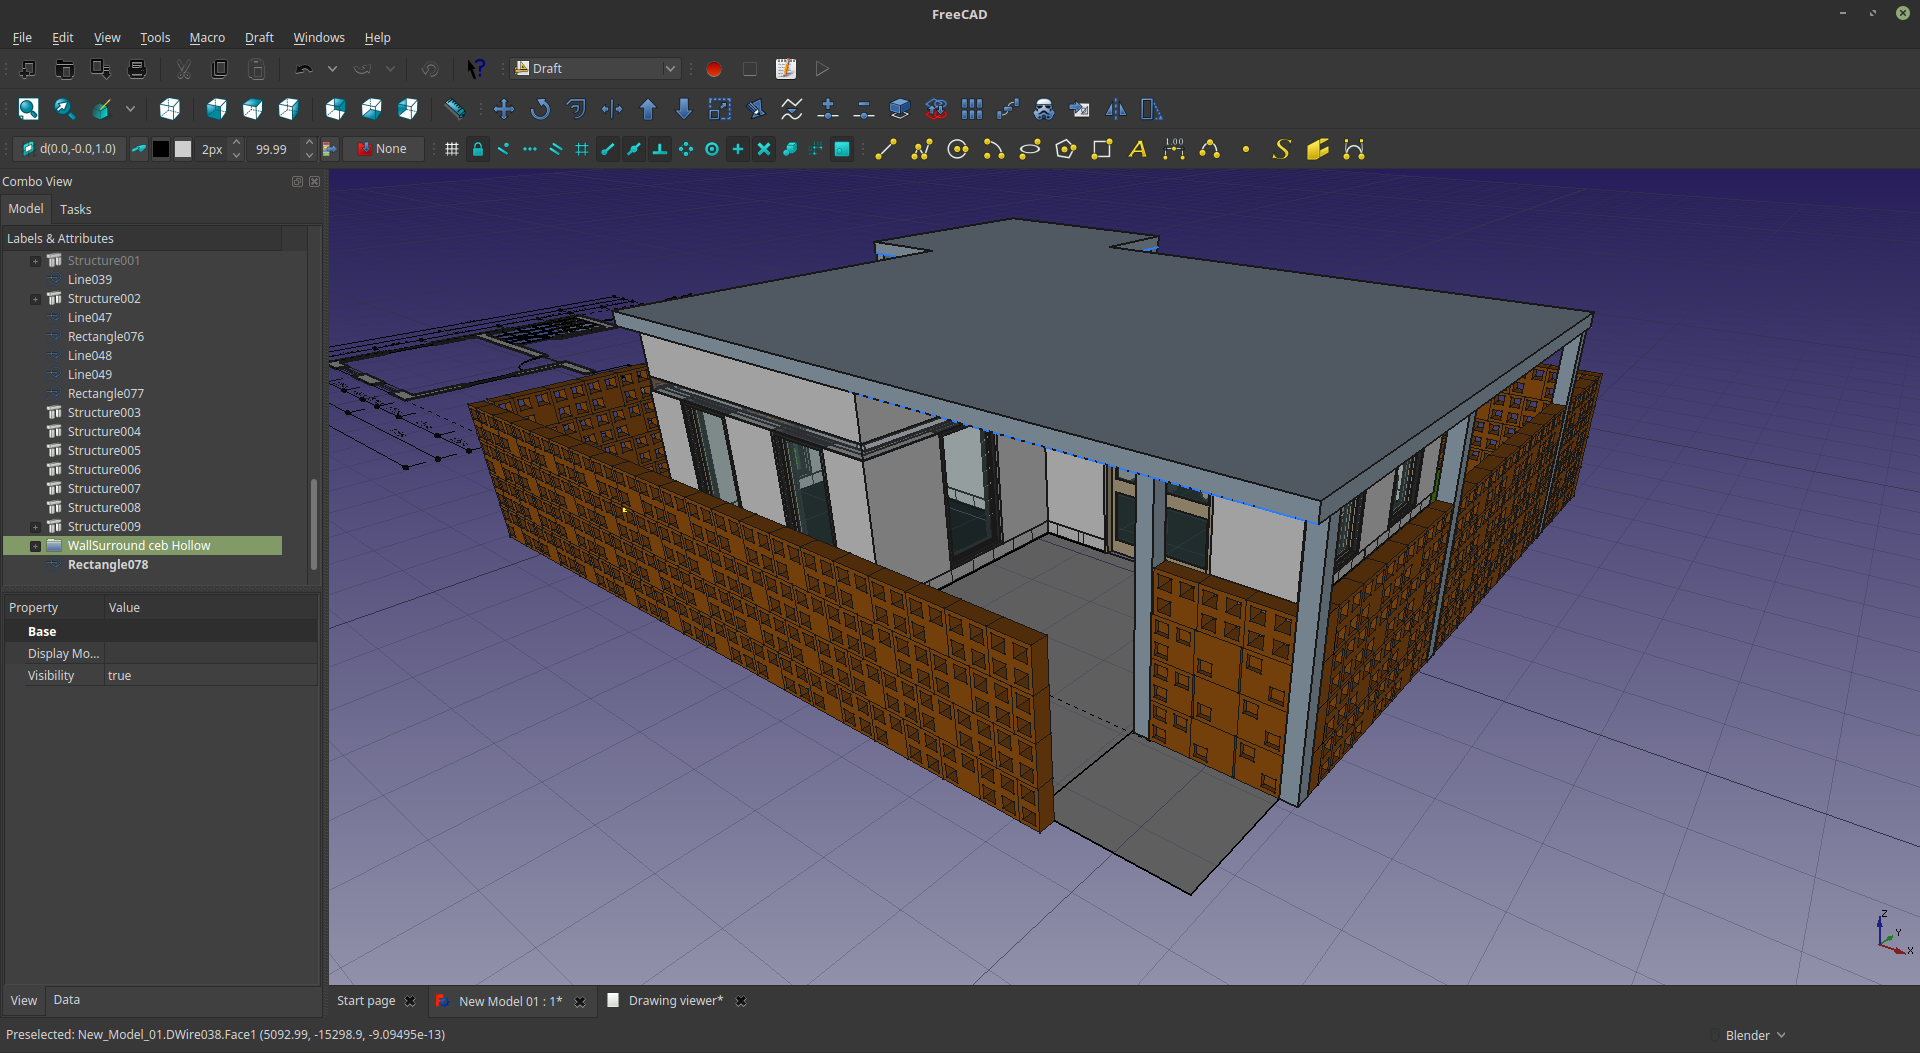 FreeCAD
File Edit View Tools Macro Draft Windows Help
Draft
d(0.0,-0.0,1.0) 2px 99.99 None
1.00
A
S
Combo View
Model Tasks
Labels & Attributes
Structure001
Line039
Structure002
Line047
Rectangle076
Line048
Line049
Rectangle077
Structure003
Structure004
Structure005
Structure006
Structure007
Structure008
Structure009
WallSurround ceb Hollow
Rectangle078
Property Value
Base
Display Mo...
Visibility true
Z
Y
X
View Data
Start page New Model 01 : 1* Drawing viewer*
Preselected: New_Model_01.DWire038.Face1 (5092.99, -15298.9, -9.09495e-13)
Blender